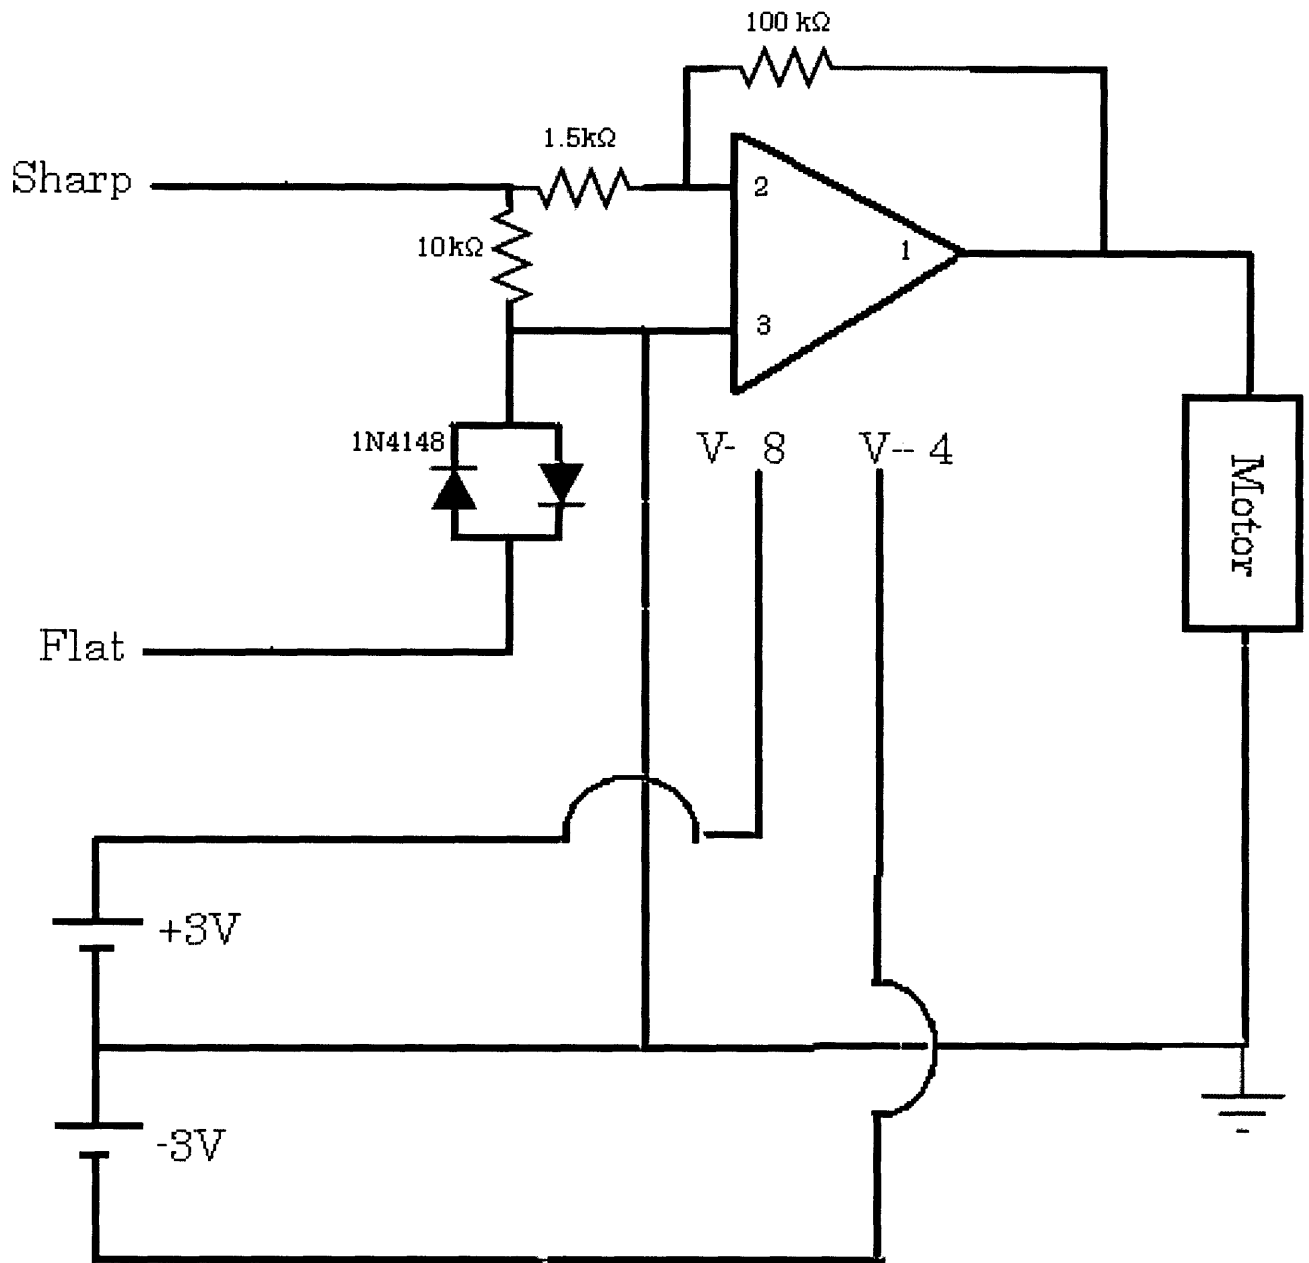 100 kΩ
1.5kΩ
Sharp
2
10kΩ
1
3
1N4148
V- 8
V-- 4
Motor
Flat
+3V
-3V